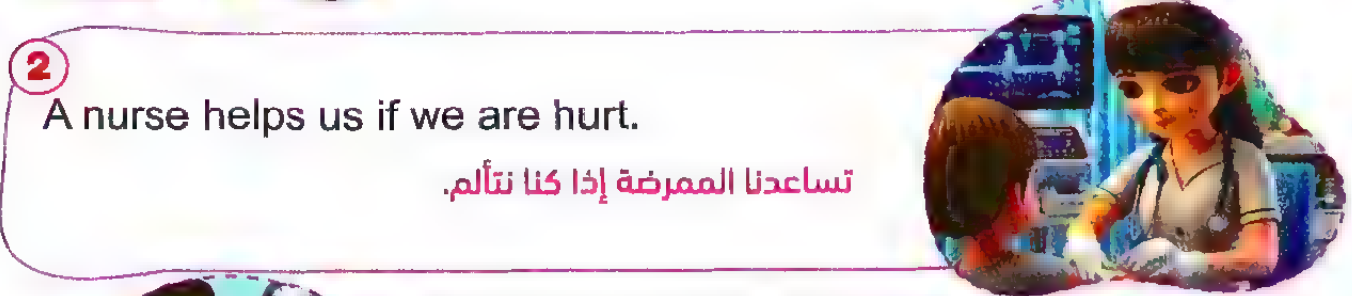 2
A nurse helps us if we are hurt.
تساعدنا الممرضة إذا كنا نتألم.